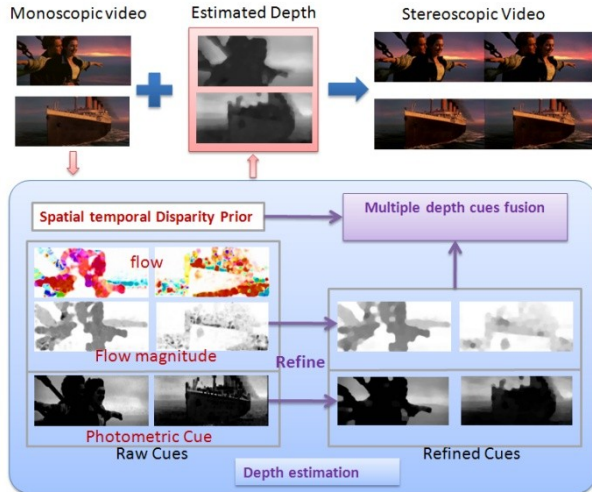 Monoscopic video
Estimated Depth
Stereoscopic Video
Spatial temporal Disparity Prior
Multiple depth cues fusion
flow
Flow magnitude
Refine
Photometric Cue
Raw Cues
Refined Cues
Depth estimation